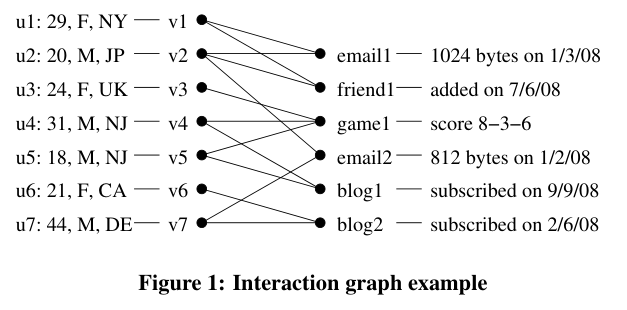 u1: 29, F, NY v1
u2: 20, M, JP v2 email1 1024 bytes on 1/3/08
u3: 24, F, UK v3 friend1 added on 7/6/08
u4: 31, M, NJ v4 game1 score 8−3−6
u5: 18, M, NJ v5 email2 812 bytes on 1/2/08
u6: 21, F, CA v6 blog1 subscribed on 9/9/08
u7: 44, M, DE v7 blog2 subscribed on 2/6/08
Figure 1: Interaction graph example